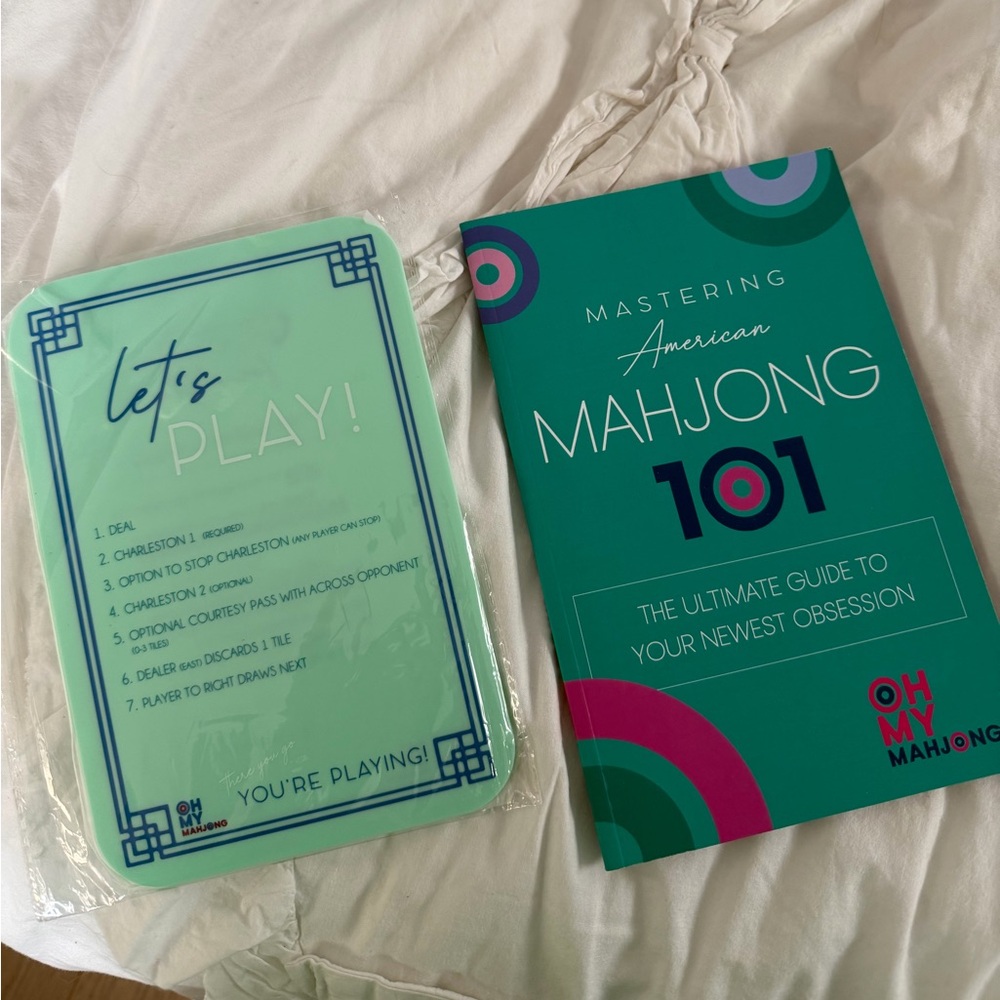 let's
PLAY!
1. DEAL
2. CHARLESTON 1 (REQUIRED)
3. OPTION TO STOP CHARLESTON (ANY PLAYER CAN STOP)
4. CHARLESTON 2 (OPTIONAL)
5. OPTIONAL COURTESY PASS WITH ACROSS OPPONENT
(0-3 TILES)
6. DEALER (EAST) DISCARDS 1 TILE
7. PLAYER TO RIGHT DRAWS NEXT
There you go
YOU'RE PLAYING!
OH
MY
MAHJONG
MASTERING
American
MAHJONG
101
THE ULTIMATE GUIDE TO
YOUR NEWEST OBSESSION
OH
MY
MAHJONG